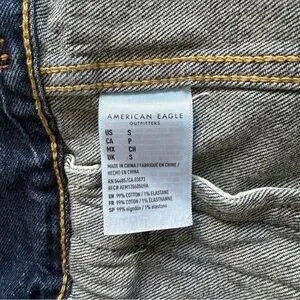 AMERICAN EAGLE
OUTFITTERS
US S
CA P
MX CH
UK S
MADE IN CHINA / FABRIQUÉ EN CHINE /
HECHO EN CHINA
EN 99% COTTON / 1% ELASTANE
FR 99% COTON / 1% ÉLASTHANNE
SP 99% algodón / 1% elastano